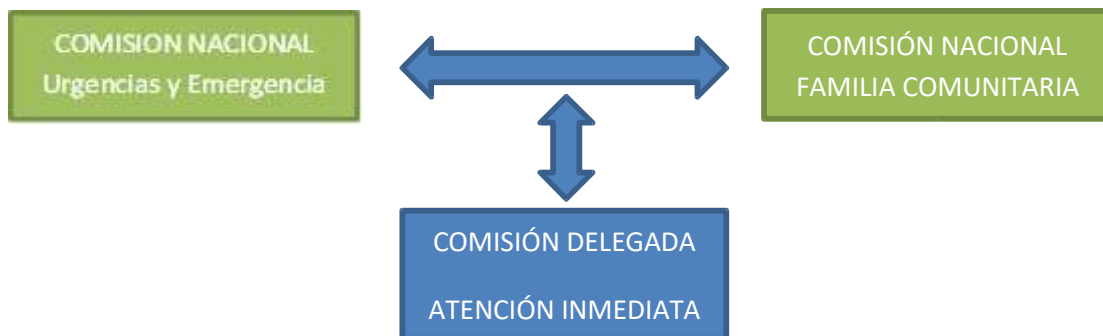 COMISION NACIONAL
Urgencias y Emergencia
COMISIÓN NACIONAL
FAMILIA COMUNITARIA
COMISIÓN DELEGADA
ATENCIÓN INMEDIATA